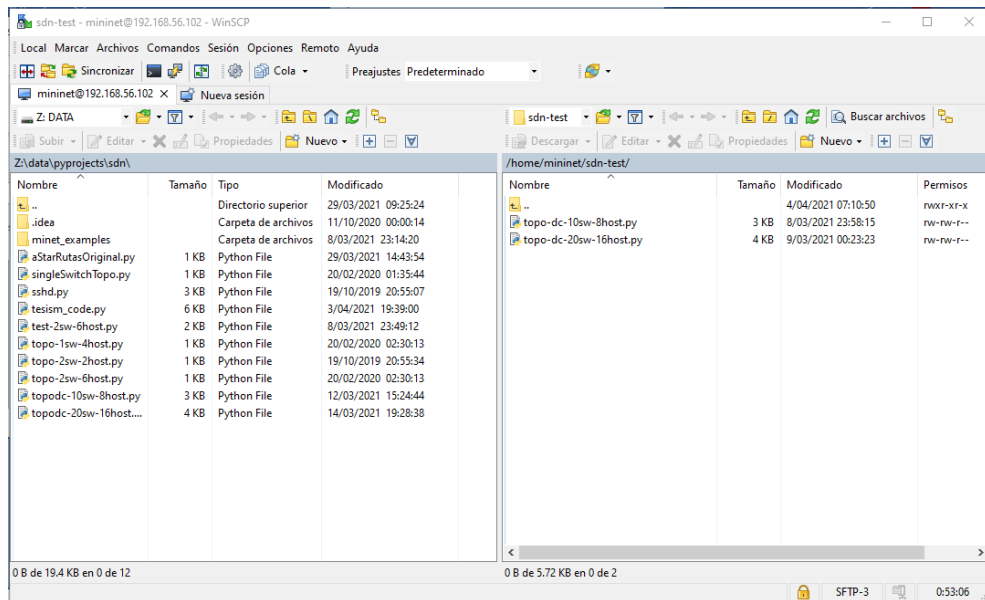 sdn-test - mininet@192.168.56.102 - WinSCP
Local Marcar Archivos Comandos Sesión Opciones Remoto Ayuda
Sincronizar Cola Preajustes Predeterminado
mininet@192.168.56.102 Nueva sesión
Z: DATA sdn-test Buscar archivos
Subir Editar Propiedades Nuevo Descargar Editar Propiedades Nuevo
Z:\data\pyprojects\sdn\
Nombre Tamaño Tipo Modificado
.. Directorio superior 29/03/2021 09:25:24
.idea Carpeta de archivos 11/10/2020 00:00:14
minet_examples Carpeta de archivos 8/03/2021 23:14:20
aStarRutasOriginal.py 1 KB Python File 29/03/2021 14:43:54
singleSwitchTopo.py 1 KB Python File 20/02/2020 01:35:44
sshd.py 3 KB Python File 19/10/2019 20:55:07
tesism_code.py 6 KB Python File 3/04/2021 19:39:00
test-2sw-6host.py 2 KB Python File 8/03/2021 23:49:12
topo-1sw-4host.py 1 KB Python File 20/02/2020 02:30:13
topo-2sw-2host.py 1 KB Python File 19/10/2019 20:55:34
topo-2sw-6host.py 1 KB Python File 20/02/2020 02:30:13
topodc-10sw-8host.py 3 KB Python File 12/03/2021 15:24:44
topodc-20sw-16host.... 4 KB Python File 14/03/2021 19:28:38
0 B de 19.4 KB en 0 de 12
/home/mininet/sdn-test/
Nombre Tamaño Modificado Permisos
.. 4/04/2021 07:10:50 rwxr-xr-x
topo-dc-10sw-8host.py 3 KB 8/03/2021 23:58:15 rw-rw-r--
topo-dc-20sw-16host.py 4 KB 9/03/2021 00:23:23 rw-rw-r--
0 B de 5.72 KB en 0 de 2
SFTP-3 0:53:06